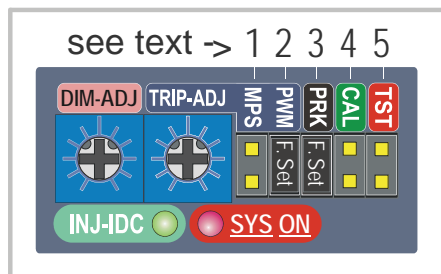 see text -> 1 2 3 4 5
DIM-ADJ TRIP-ADJ MPS PWM PRK CAL TST
F.Set F.Set
INJ-IDC SYS ON